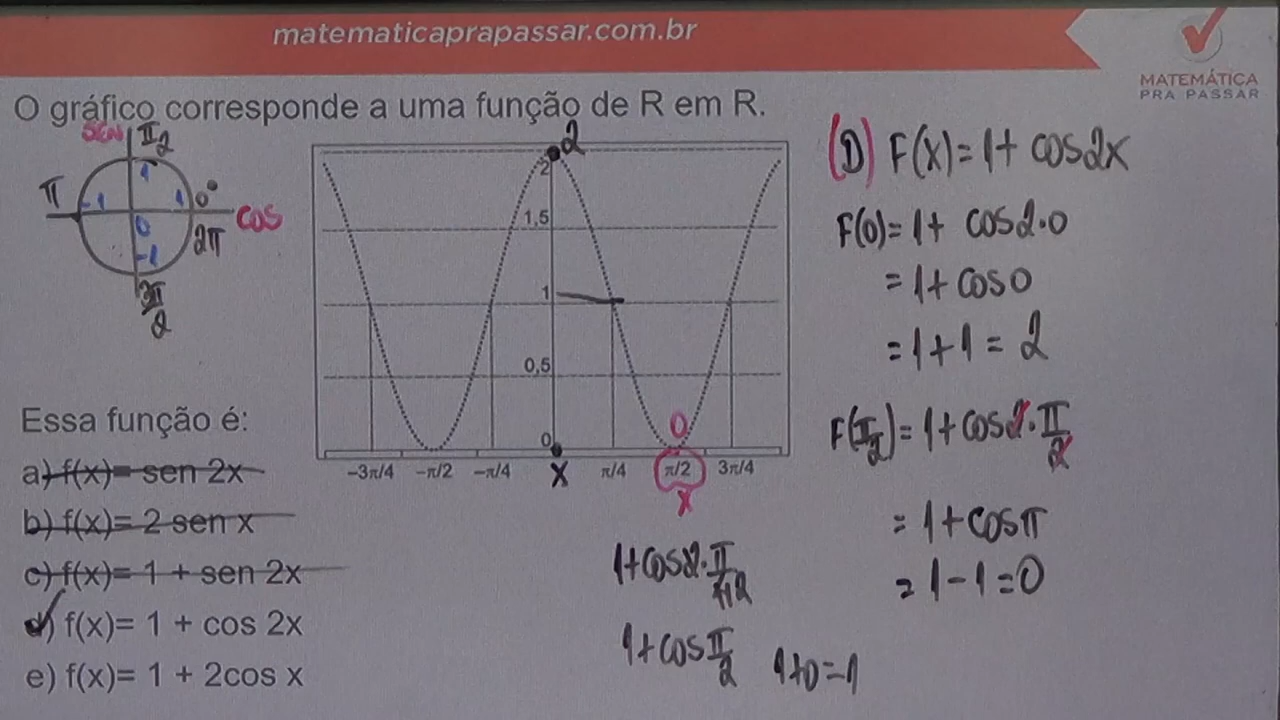 matematicaprapassar.com.br
MATEMÁTICA
PRA PASSAR
O gráfico corresponde a uma função de R em R.
SEN
π/2
π
1
-1
1
0°
0
COS
-1
2π
3π/2
2
2
1,5
1
0,5
0
0
-3π/4 -π/2 -π/4 X π/4 π/2 3π/4
X
Essa função é:
a) f(x)= sen 2x
b) f(x)= 2 sen x
c) f(x)= 1 + sen 2x
d) f(x)= 1 + cos 2x
e) f(x)= 1 + 2cos x
1+cos2·π/4
1+cosπ/2 1+0=1
(D) F(X)=1+ cos2x
F(0)=1+ cos2·0
=1+cos0
=1+1=2
F(π/2)=1+cos2·π/2
=1+cosπ
=1-1=0